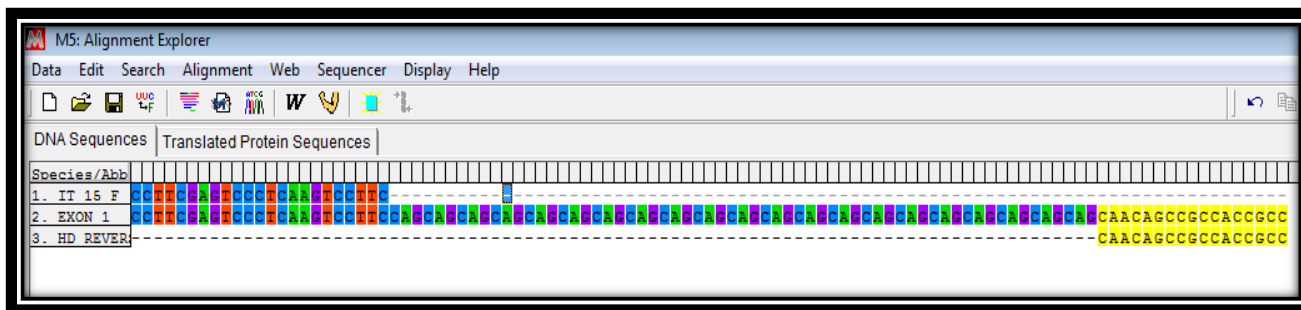 M5: Alignment Explorer
Data Edit Search Alignment Web Sequencer Display Help
W
DNA Sequences Translated Protein Sequences
Species/Abb
1. IT 15 F CCTTCGAGTCCCTCAAGTCCTTC--------------------------------------------------------------------------------
2. EXON 1 CCTTCGAGTCCCTCAAGTCCTTCCAGCAGCAGCAGCAGCAGCAGCAGCAGCAGCAGCAGCAGCAGCAGCAGCAGCAGCAGCAGCAACAGCCGCCACCGCC
3. HD REVER --------------------------------------------------------------------------------------CAACAGCCGCCACCGCC